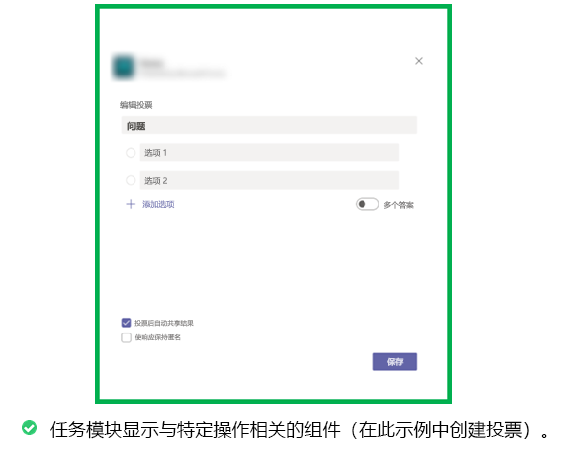 编辑投票
问题
选项 1
选项 2
添加选项
多个答案
投票后自动共享结果
使响应保持匿名
保存
任务模块显示与特定操作相关的组件（在此示例中创建投票）。